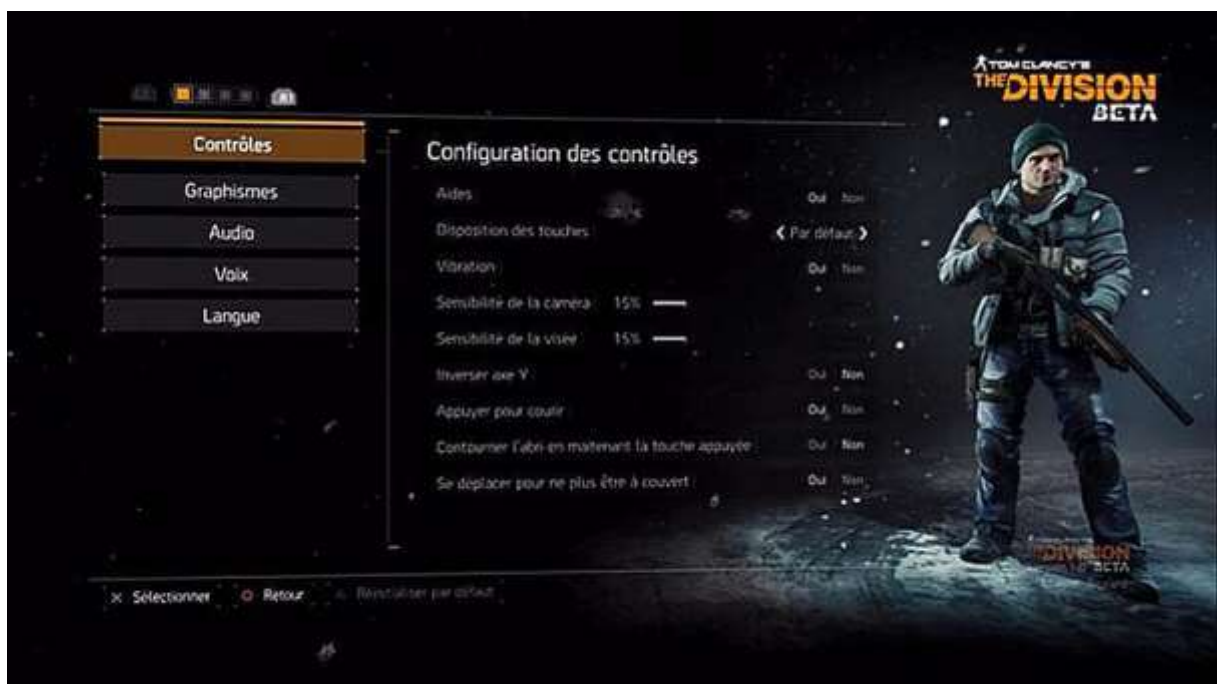 TOM CLANCY'S
THE DIVISION
BETA
Contrôles
Graphismes
Audio
Voix
Langue
Configuration des contrôles
Aides : Oui Non
Disposition des touches : Par défaut
Vibration : Oui Non
Sensibilité de la caméra : 15%
Sensibilité de la visée : 15%
Inverser axe Y : Oui Non
Appuyer pour courir : Oui Non
Contourner l'abri en maitenant la touche appuyée : Oui Non
Se déplacer pour ne plus être à couvert : Oui Non
DIVISION
BETA
Sélectionner Retour Réinitialiser par défaut